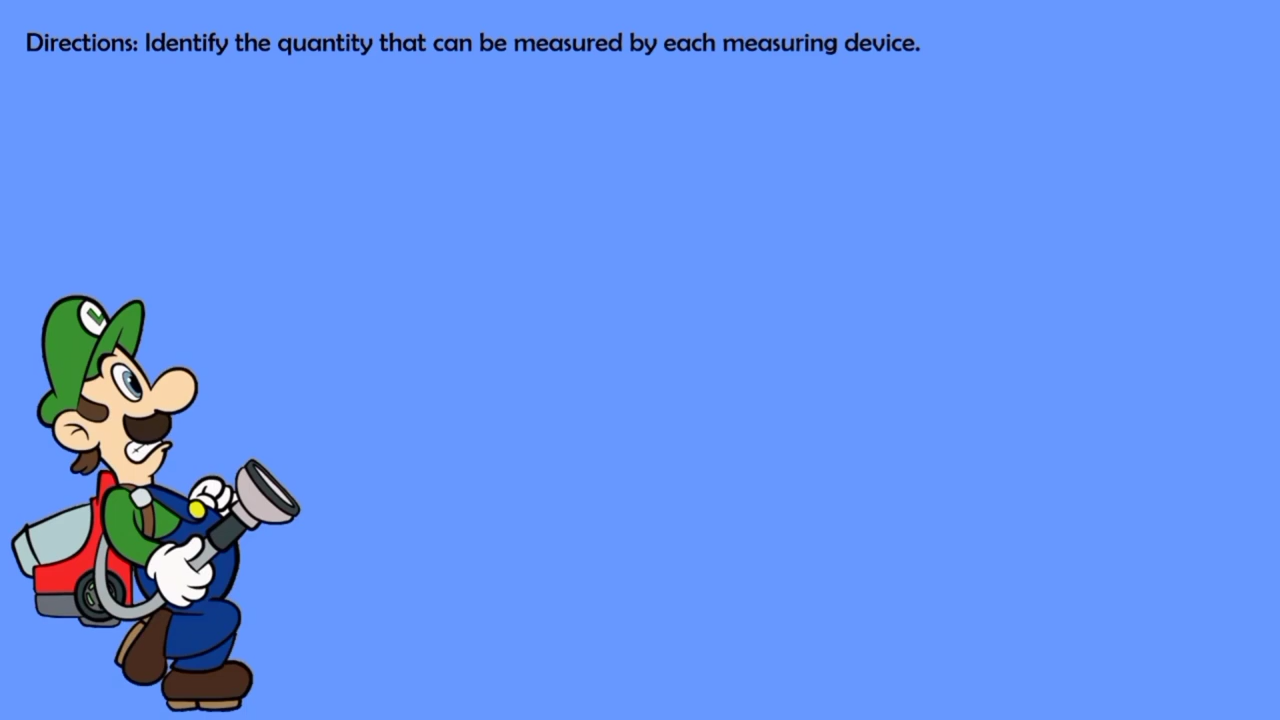 Directions: Identify the quantity that can be measured by each measuring device.
L